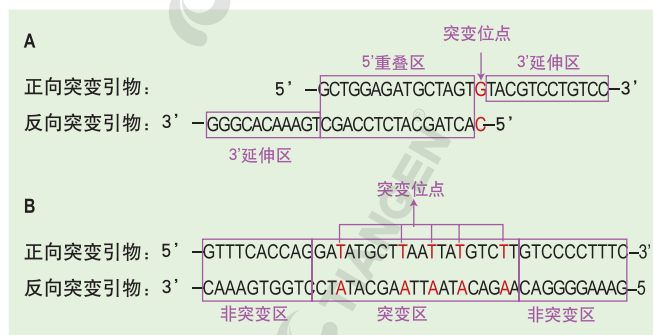 A
突变位点
5'重叠区
3'延伸区
正向突变引物: 5' -GCTGGAGATGCTAGTGTACGTCCTGTCC-3'
反向突变引物: 3' -GGGCACAAAGTCGACCTCTACGATCAC-5'
3'延伸区
B
突变位点
正向突变引物: 5' -GTTTCACCAGGATATGCTTAATTATGTCTTGTCCCCTTTC-3'
反向突变引物: 3' -CAAAGTGGTCCTATACGAATTAATACAGAACAGGGGAAAG-5
非突变区
突变区
非突变区
TIANGEN